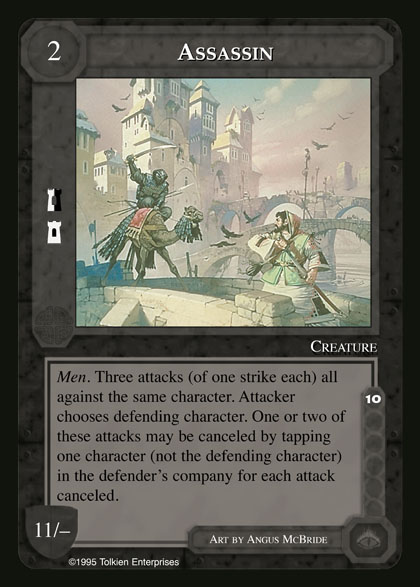 2
ASSASSIN
CREATURE
Men. Three attacks (of one strike each) all
against the same character. Attacker
chooses defending character. One or two of
these attacks may be canceled by tapping
one character (not the defending character)
in the defender's company for each attack
canceled.
10
11/–
ART BY ANGUS MCBRIDE
©1995 Tolkien Enterprises